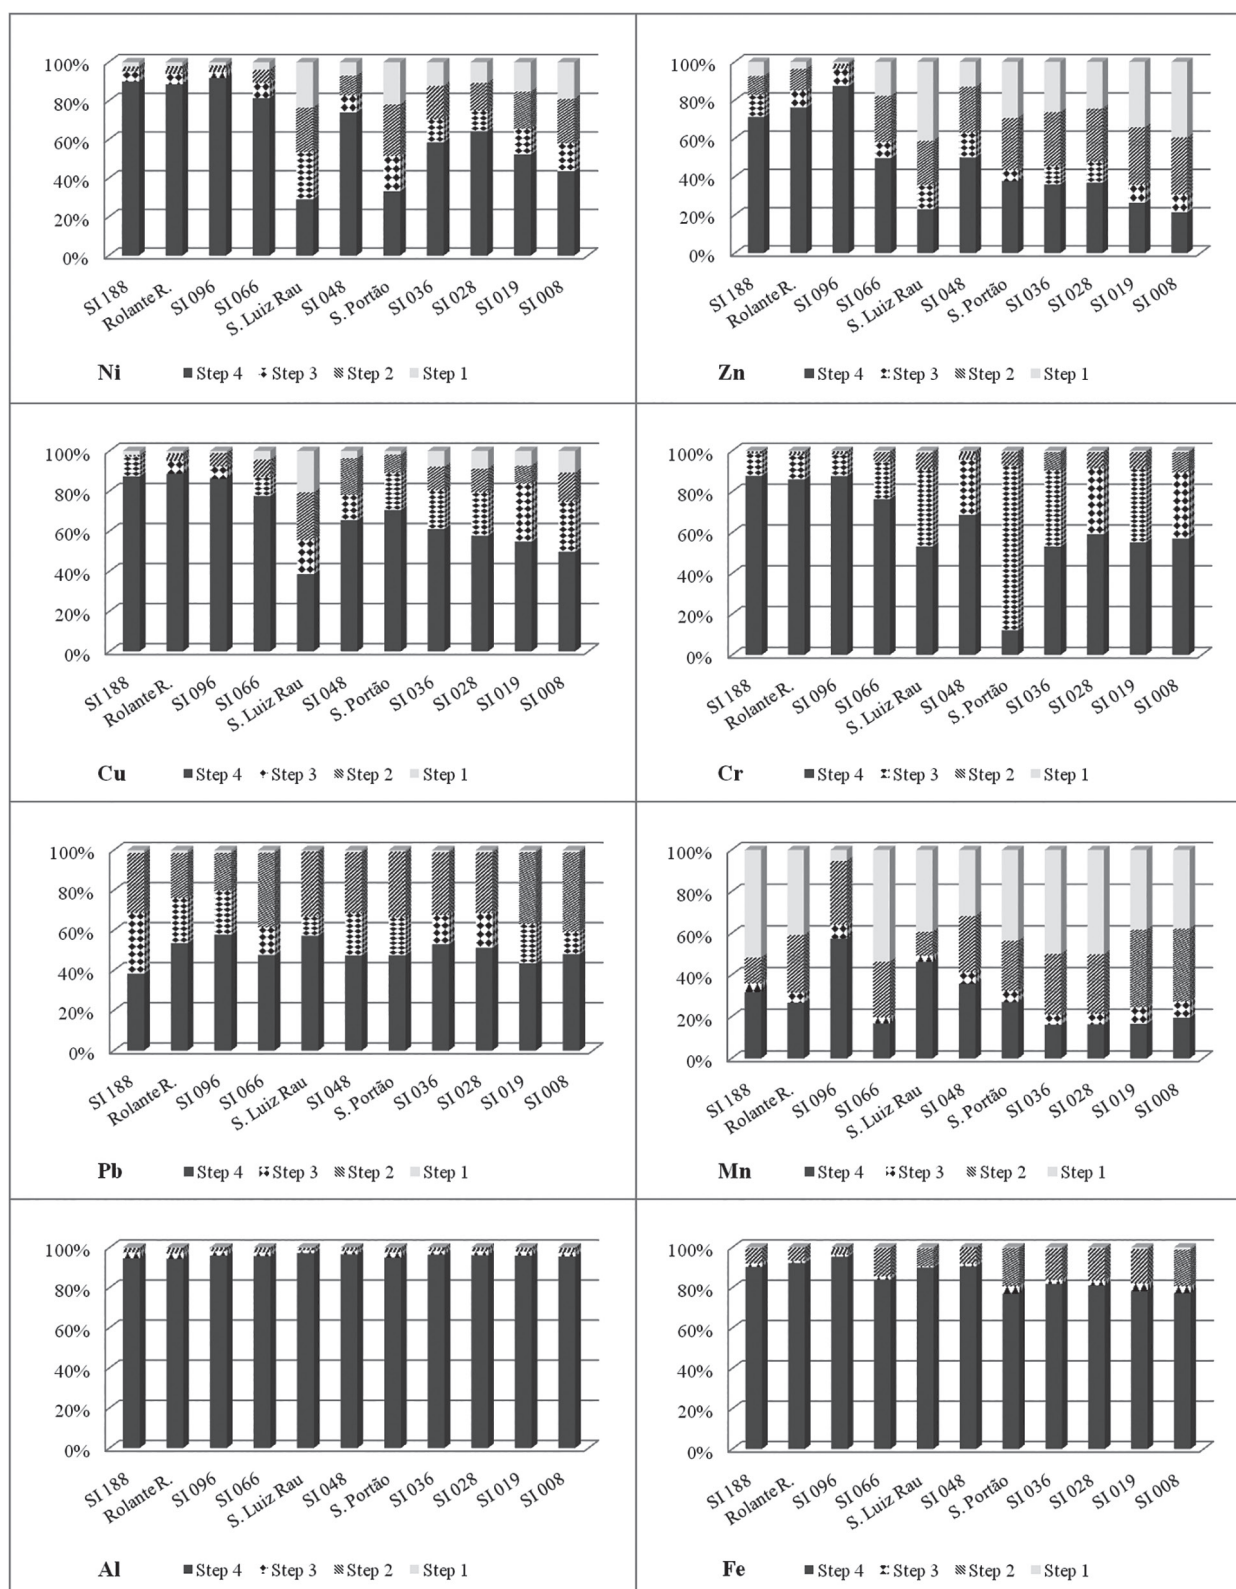 100%
80%
60%
40%
20%
0%
SI 188
Rolante R.
SI 096
SI 066
S. Luiz Rau
SI 048
S. Portão
SI 036
SI 028
SI 019
SI 008
Ni Step 4 Step 3 Step 2 Step 1
100%
80%
60%
40%
20%
0%
SI 188
Rolante R.
SI 096
SI 066
S. Luiz Rau
SI 048
S. Portão
SI 036
SI 028
SI 019
SI 008
Zn Step 4 Step 3 Step 2 Step 1
100%
80%
60%
40%
20%
0%
SI 188
Rolante R.
SI 096
SI 066
S. Luiz Rau
SI 048
S. Portão
SI 036
SI 028
SI 019
SI 008
Cu Step 4 Step 3 Step 2 Step 1
100%
80%
60%
40%
20%
0%
SI 188
Rolante R.
SI 096
SI 066
S. Luiz Rau
SI 048
S. Portão
SI 036
SI 028
SI 019
SI 008
Cr Step 4 Step 3 Step 2 Step 1
100%
80%
60%
40%
20%
0%
SI 188
Rolante R.
SI 096
SI 066
S. Luiz Rau
SI 048
S. Portão
SI 036
SI 028
SI 019
SI 008
Pb Step 4 Step 3 Step 2 Step 1
100%
80%
60%
40%
20%
0%
SI 188
Rolante R.
SI 096
SI 066
S. Luiz Rau
SI 048
S. Portão
SI 036
SI 028
SI 019
SI 008
Mn Step 4 Step 3 Step 2 Step 1
100%
80%
60%
40%
20%
0%
SI 188
Rolante R.
SI 096
SI 066
S. Luiz Rau
SI 048
S. Portão
SI 036
SI 028
SI 019
SI 008
Al Step 4 Step 3 Step 2 Step 1
100%
80%
60%
40%
20%
0%
SI 188
Rolante R.
SI 096
SI 066
S. Luiz Rau
SI 048
S. Portão
SI 036
SI 028
SI 019
SI 008
Fe Step 4 Step 3 Step 2 Step 1